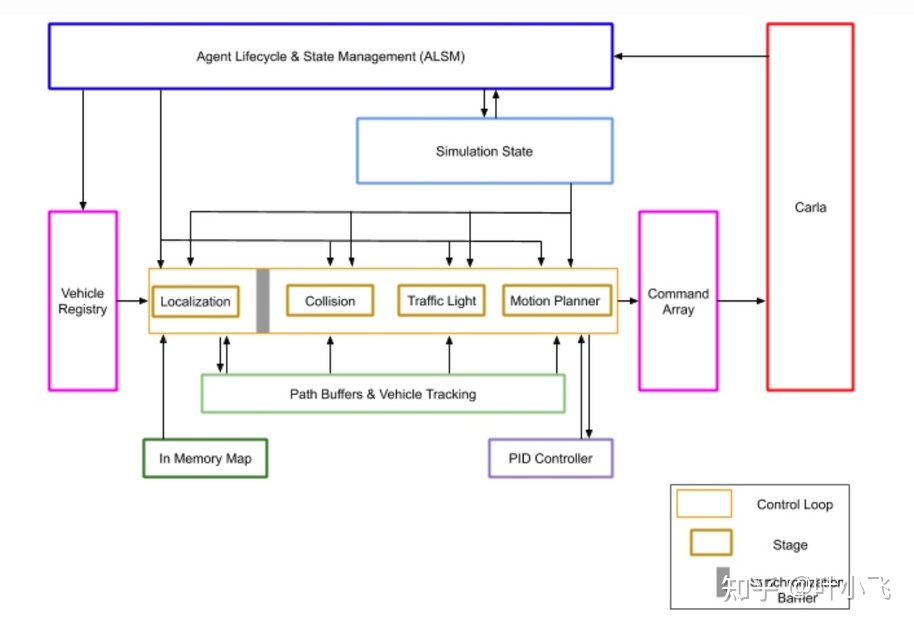 Agent Lifecycle & State Management (ALSM)
Simulation State
Carla
Vehicle
Registry
Localization
Collision
Traffic Light
Motion Planner
Command
Array
Path Buffers & Vehicle Tracking
In Memory Map
PID Controller
Control Loop
Stage
Synchronization
Barrier
知乎 @叶小飞